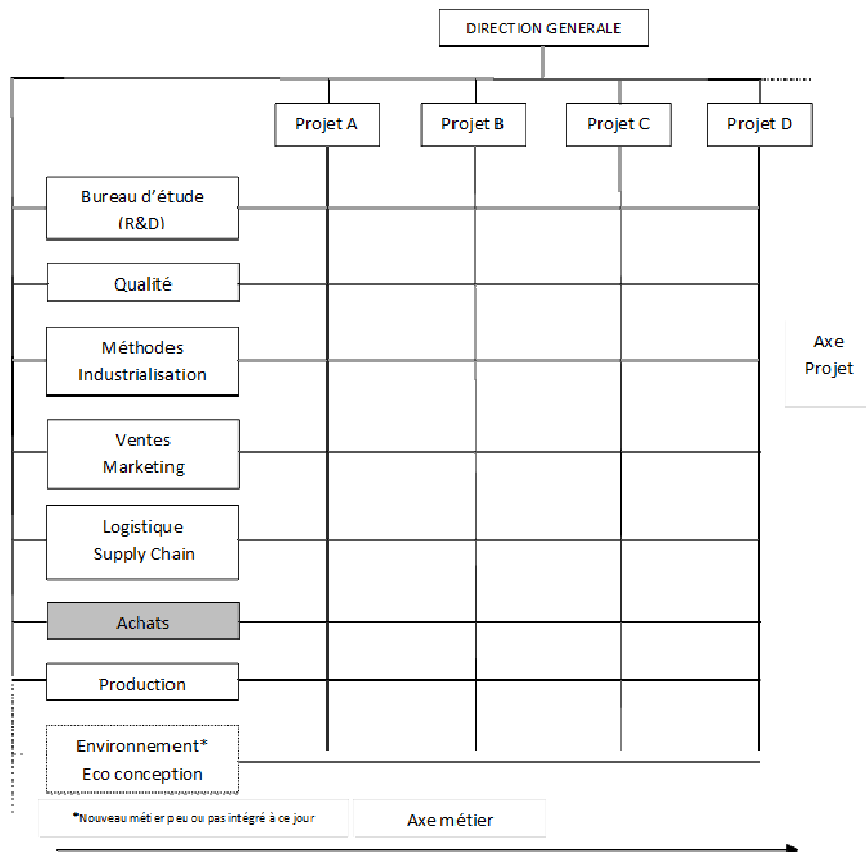 DIRECTION GENERALE
Projet A
Projet B
Projet C
Projet D
Bureau d’étude
(R&D)
Qualité
Méthodes
Industrialisation
Axe
Projet
Ventes
Marketing
Logistique
Supply Chain
Achats
Production
Environnement*
Eco conception
*Nouveau métier peu ou pas intégré à ce jour
Axe métier